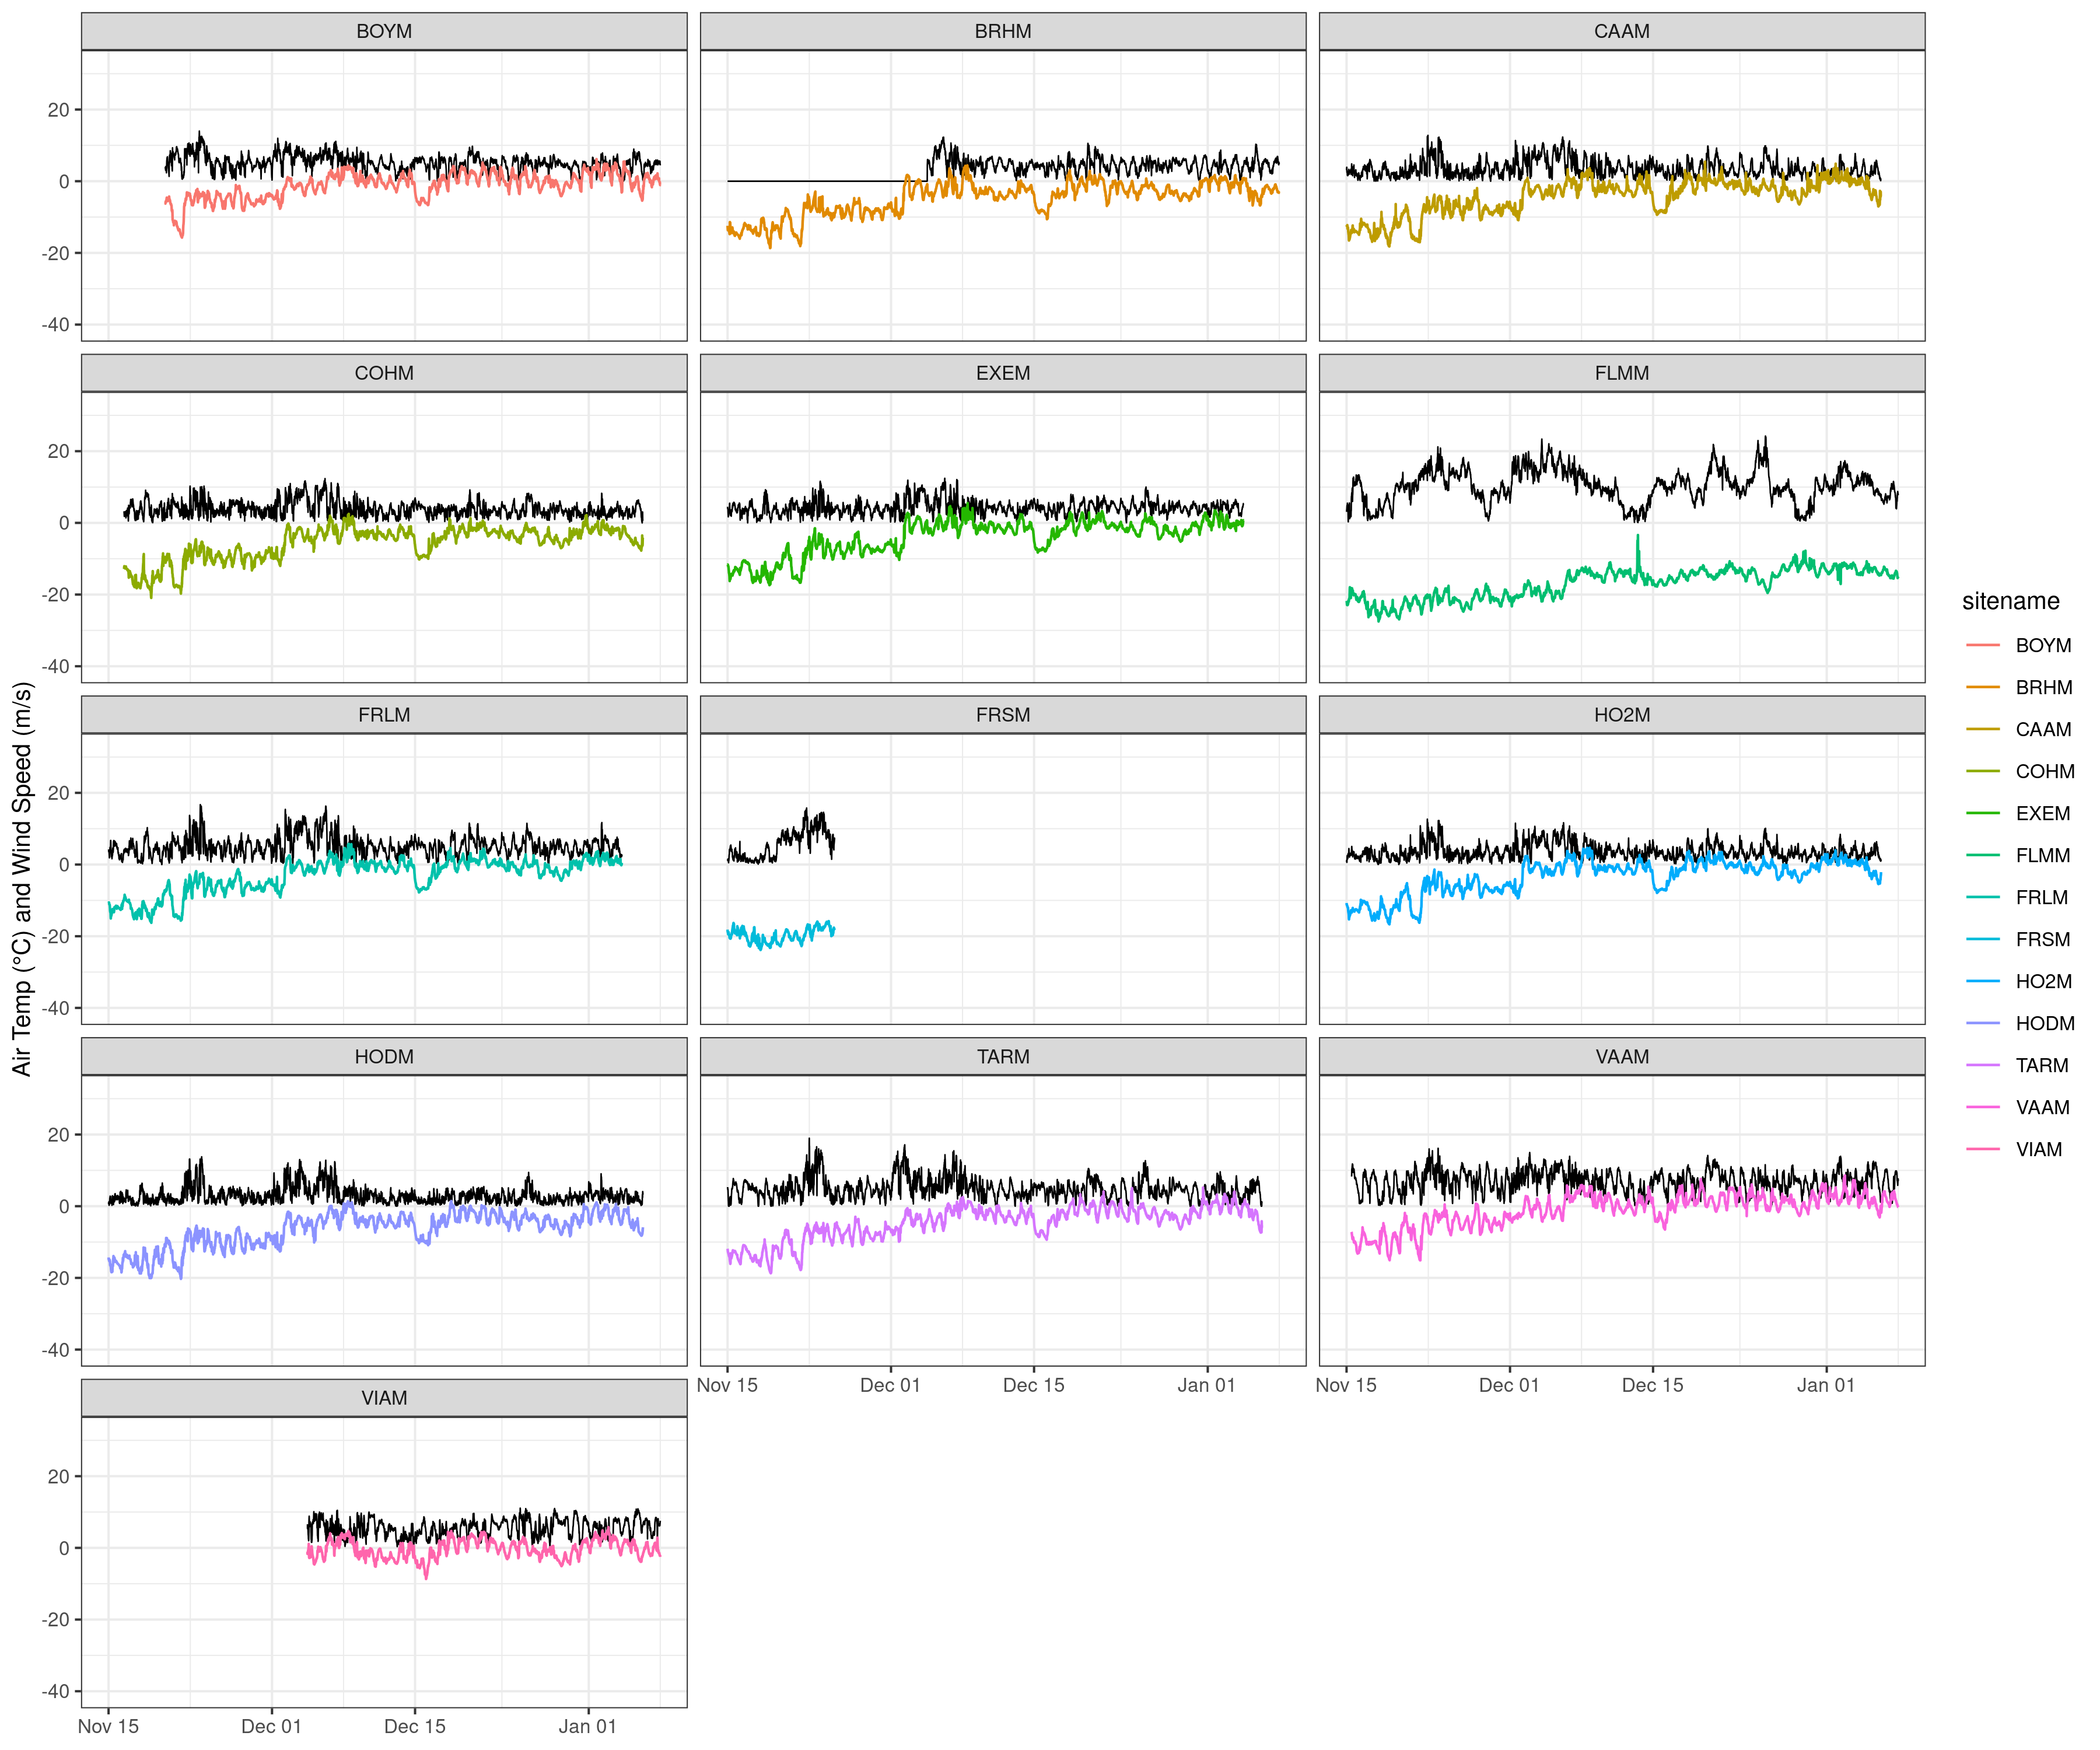 BOYM
BRHM
CAAM
20
0
-20
-40
COHM
EXEM
FLMM
20
0
-20
-40
FRLM
FRSM
HO2M
20
0
-20
-40
HODM
TARM
VAAM
20
0
-20
-40
Nov 15 Dec 01 Dec 15 Jan 01
Nov 15 Dec 01 Dec 15 Jan 01
VIAM
20
0
-20
-40
Nov 15 Dec 01 Dec 15 Jan 01
Air Temp (°C) and Wind Speed (m/s)
sitename
BOYM
BRHM
CAAM
COHM
EXEM
FLMM
FRLM
FRSM
HO2M
HODM
TARM
VAAM
VIAM